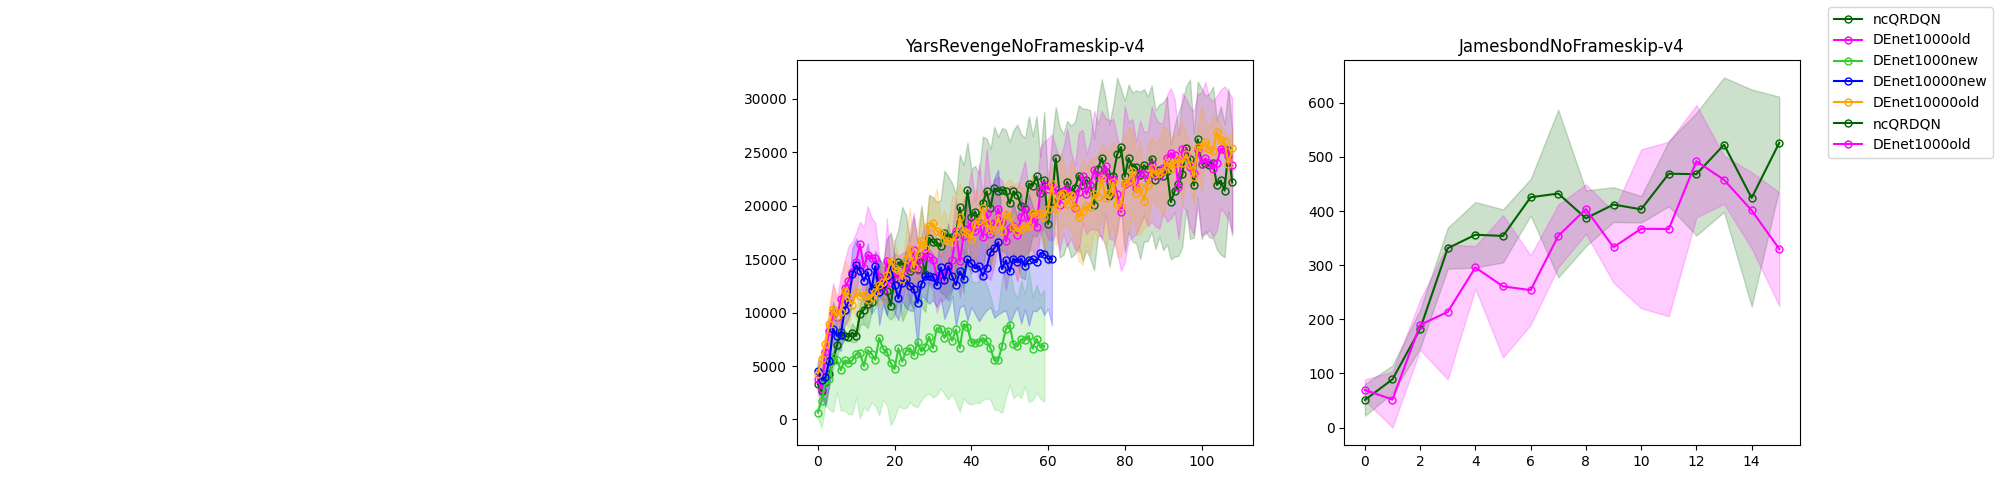 YarsRevengeNoFrameskip-v4
30000
25000
20000
15000
10000
5000
0
0 20 40 60 80 100
JamesbondNoFrameskip-v4
600
500
400
300
200
100
0
0 2 4 6 8 10 12 14
ncQRDQN
DEnet1000old
DEnet1000new
DEnet10000new
DEnet10000old
ncQRDQN
DEnet1000old